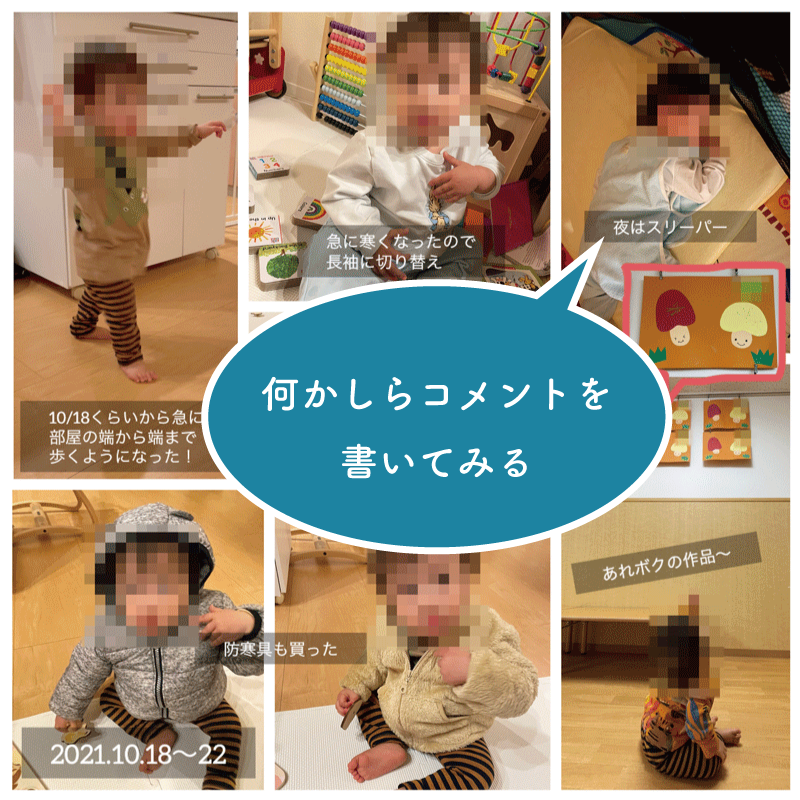 急に寒くなったので
長袖に切り替え
夜はスリーパー
何かしらコメントを
書いてみる
10/18くらいから急に
部屋の端から端まで
歩くようになった！
あれボクの作品〜
防寒具も買った
2021.10.18〜22